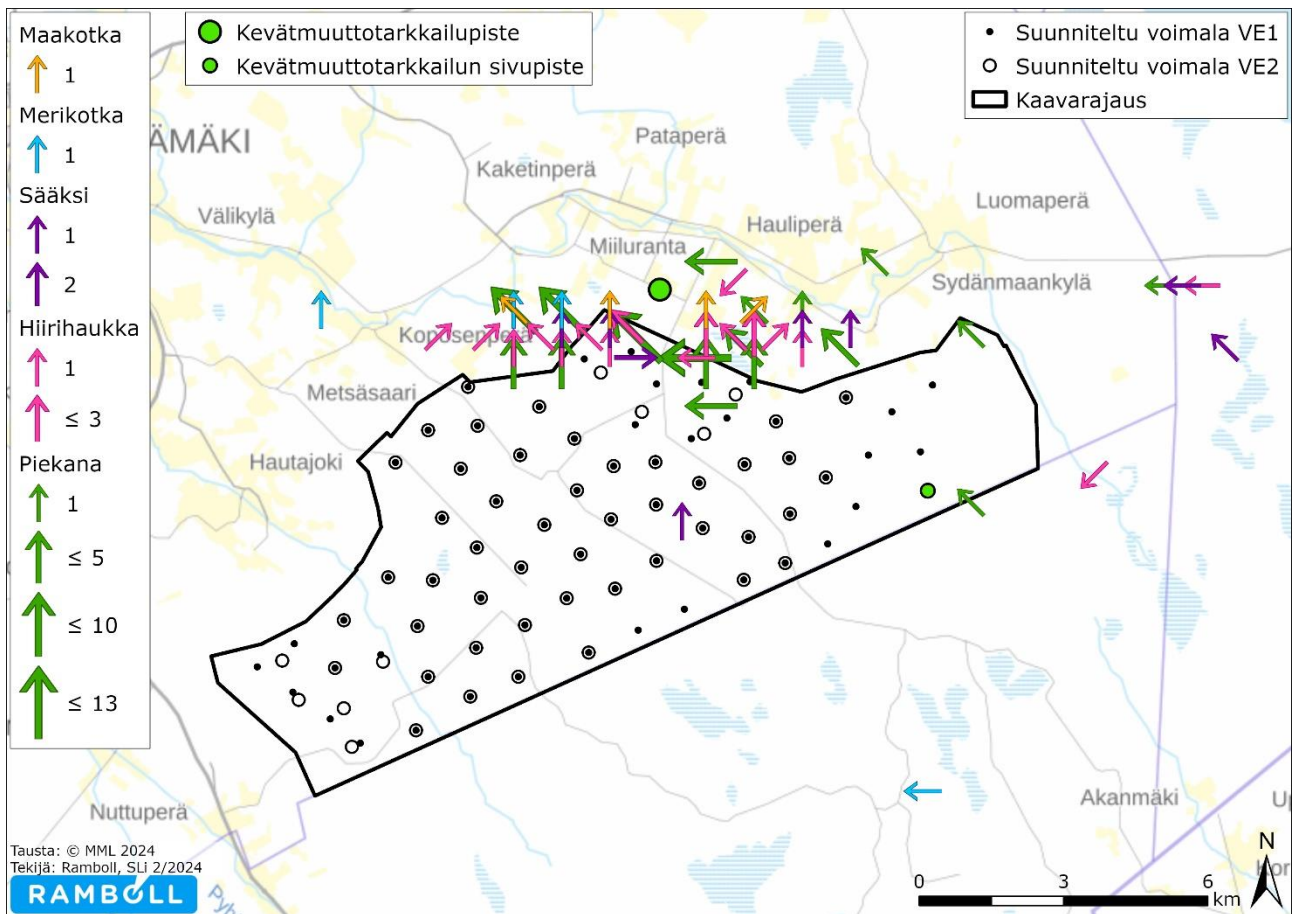 Maakotka
1
Merikotka
1
Sääksi
1
2
Hiirihaukka
1
≤ 3
Piekana
1
≤ 5
≤ 10
≤ 13
Kevätmuuttotarkkailupiste
Kevätmuuttotarkkailun sivupiste
Suunniteltu voimala VE1
Suunniteltu voimala VE2
Kaavarajaus
ÄMÄKI
Pataperä
Kaketinperä
Välikylä
Hauliperä
Luomaperä
Miiluranta
Sydänmaankylä
Koposenperä
Metsäsaari
Hautajoki
Nuttuperä
Akanmäki
Tausta: © MML 2024
Tekijä: Ramboll, SLi 2/2024
RAMBOLL
N
0 3 6
km